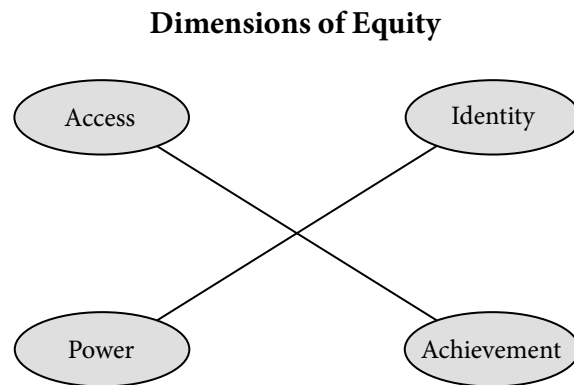 Dimensions of Equity
Access
Identity
Power
Achievement